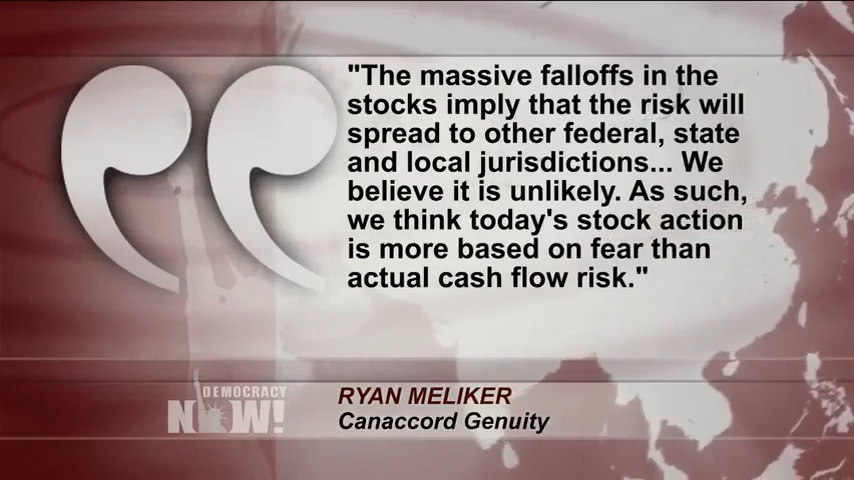 "The massive falloffs in the
stocks imply that the risk will
spread to other federal, state
and local jurisdictions... We
believe it is unlikely. As such,
we think today's stock action
is more based on fear than
actual cash flow risk."
RYAN MELIKER
Canaccord Genuity
DEMOCRACY
NOW!